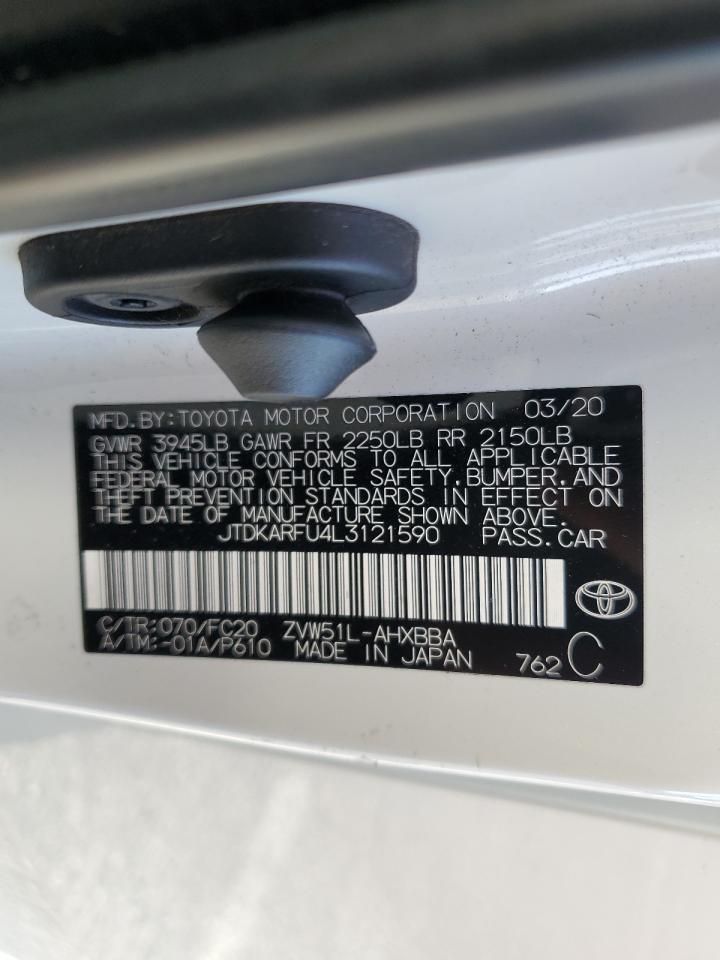 MFD.BY:TOYOTA MOTOR CORPORATION 03/20
GVWR 3945LB GAWR FR 2250LB RR 2150LB
THIS VEHICLE CONFORMS TO ALL APPLICABLE
FEDERAL MOTOR VEHICLE SAFETY,BUMPER,AND
THEFT PREVENTION STANDARDS IN EFFECT ON
THE DATE OF MANUFACTURE SHOWN ABOVE.
JTDKARFU4L3121590 PASS.CAR
C/TR:070/FC20 ZVW51L-AHXBBA
A/TM:-01A/P610 MADE IN JAPAN 762 C